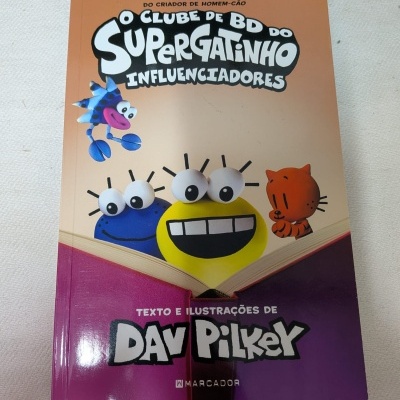 DO CRIADOR DE HOMEM-CÃO
O CLUBE DE BD DO
SUPERGATINHO
INFLUENCIADORES
TEXTO E ILUSTRAÇÕES DE
DAV PILKEY
M MARCADOR